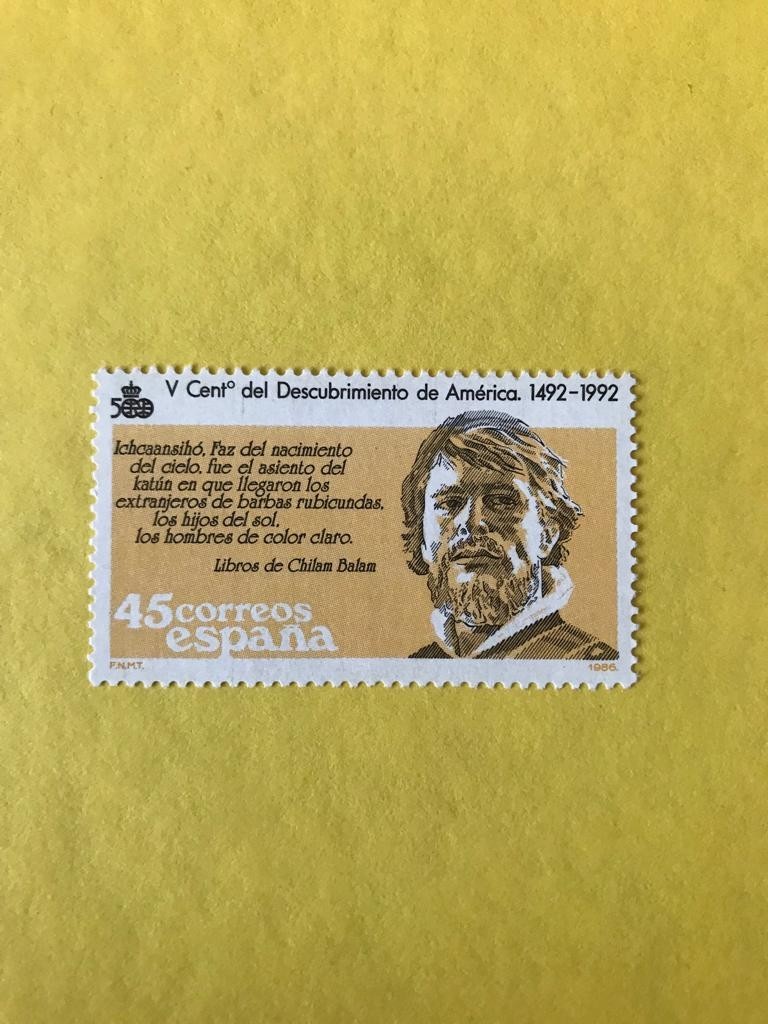 500
V Centº del Descubrimiento de América. 1492-1992
Ichcaansihó, Faz del nacimiento
del cielo, fue el asiento del
katún en que llegaron los
extranjeros de barbas rubicundas,
los hijos del sol,
los hombres de color claro.
Libros de Chilam Balam
45 correos
españa
F.N.M.T.
1986.